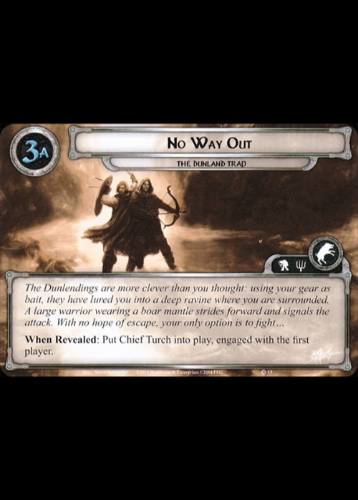 3A
No Way Out
The Dunland Trap
The Dunlendings are more clever than you thought: using your gear as
bait, they have lured you into a deep ravine where you are surrounded.
A large warrior wearing a boar mantle strides forward and signals the
attack. With no hope of escape, your only option is to fight…
When Revealed: Put Chief Turch into play, engaged with the first
player.